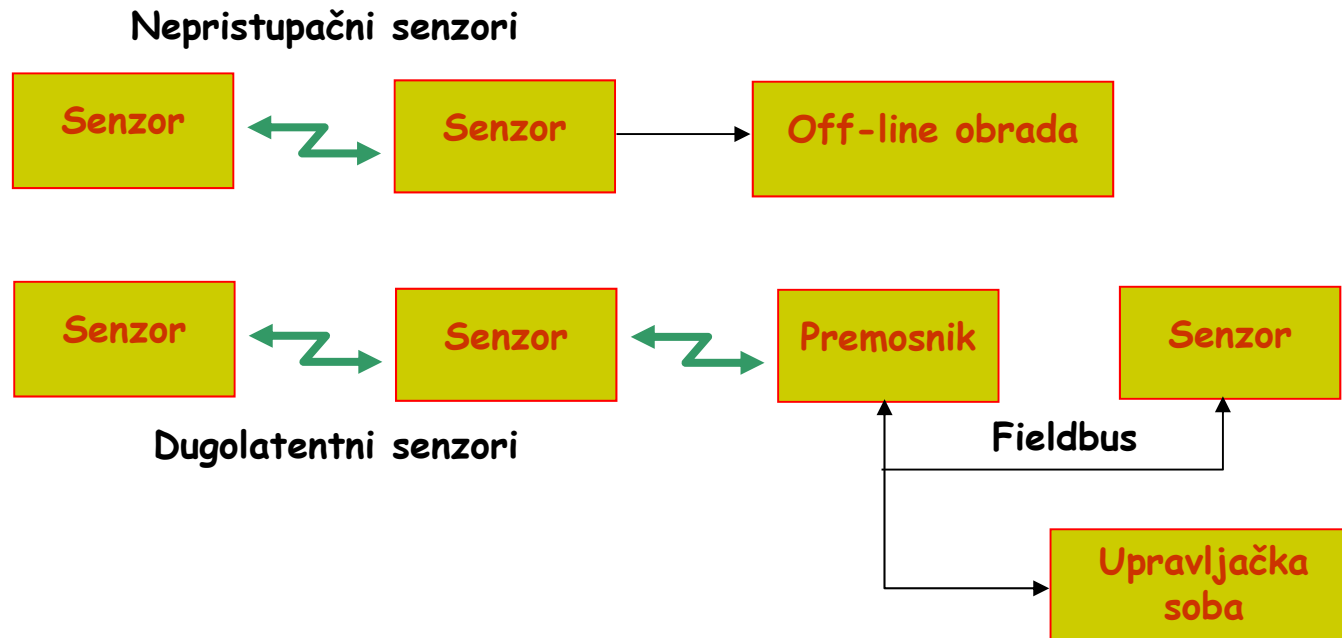 Nepristupačni senzori
Senzor
Senzor
Off-line obrada
Senzor
Senzor
Premosnik
Senzor
Dugolatentni senzori
Fieldbus
Upravljačka
soba